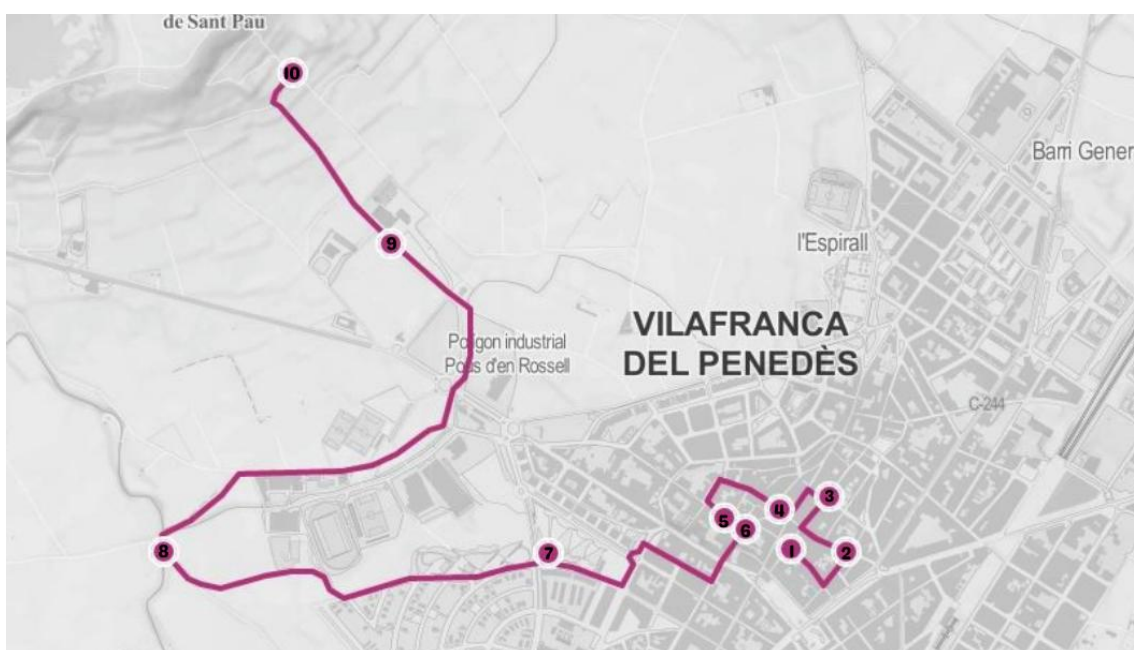 de Sant Pau
10
Barri Gener
9
l'Espirall
VILAFRANCA
DEL PENEDÈS
Polígon industrial
Pous d'en Rossell
C-244
3
4
5
6
1
2
7
8